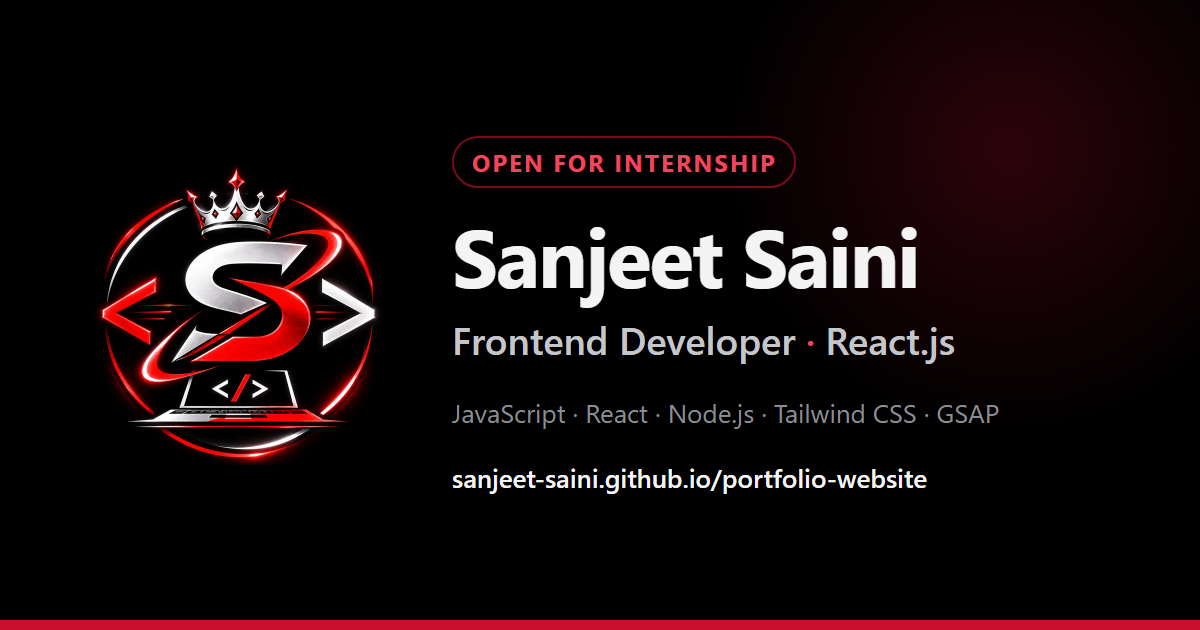 OPEN FOR INTERNSHIP
Sanjeet Saini
Frontend Developer · React.js
JavaScript · React · Node.js · Tailwind CSS · GSAP
sanjeet-saini.github.io/portfolio-website
< S >
</>